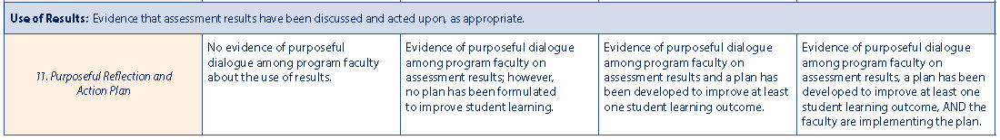 Use of Results: Evidence that assessment results have been discussed and acted upon, as appropriate.
11. Purposeful Reflection and
Action Plan
No evidence of purposeful
dialogue among program faculty
about the use of results.
Evidence of purposeful dialogue
among program faculty on
assessment results; however,
no plan has been formulated
to improve student learning.
Evidence of purposeful dialogue
among program faculty on
assessment results and a plan has
been developed to improve at least
one student learning outcome.
Evidence of purposeful dialogue
among program faculty on
assessment results, a plan has been
developed to improve at least one
student learning outcome, AND the
faculty are implementing the plan.